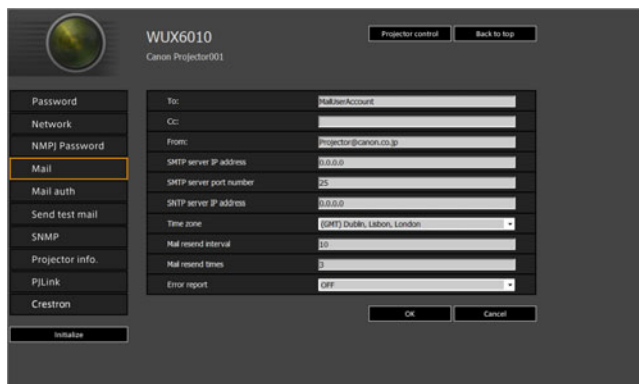 WUX6010
Projector control
Back to top
Canon Projector001
Password
Network
NMPJ Password
Mail
Mail auth
Send test mail
SNMP
Projector info.
PJLink
Crestron
Initialize
To: MailUserAccount
Cc:
From: Projector@canon.co.jp
SMTP server IP address 0.0.0.0
SMTP server port number 25
SNTP server IP address 0.0.0.0
Time zone (GMT) Dublin, Lisbon, London
Mail resend interval 10
Mail resend times 3
Error report OFF
OK
Cancel